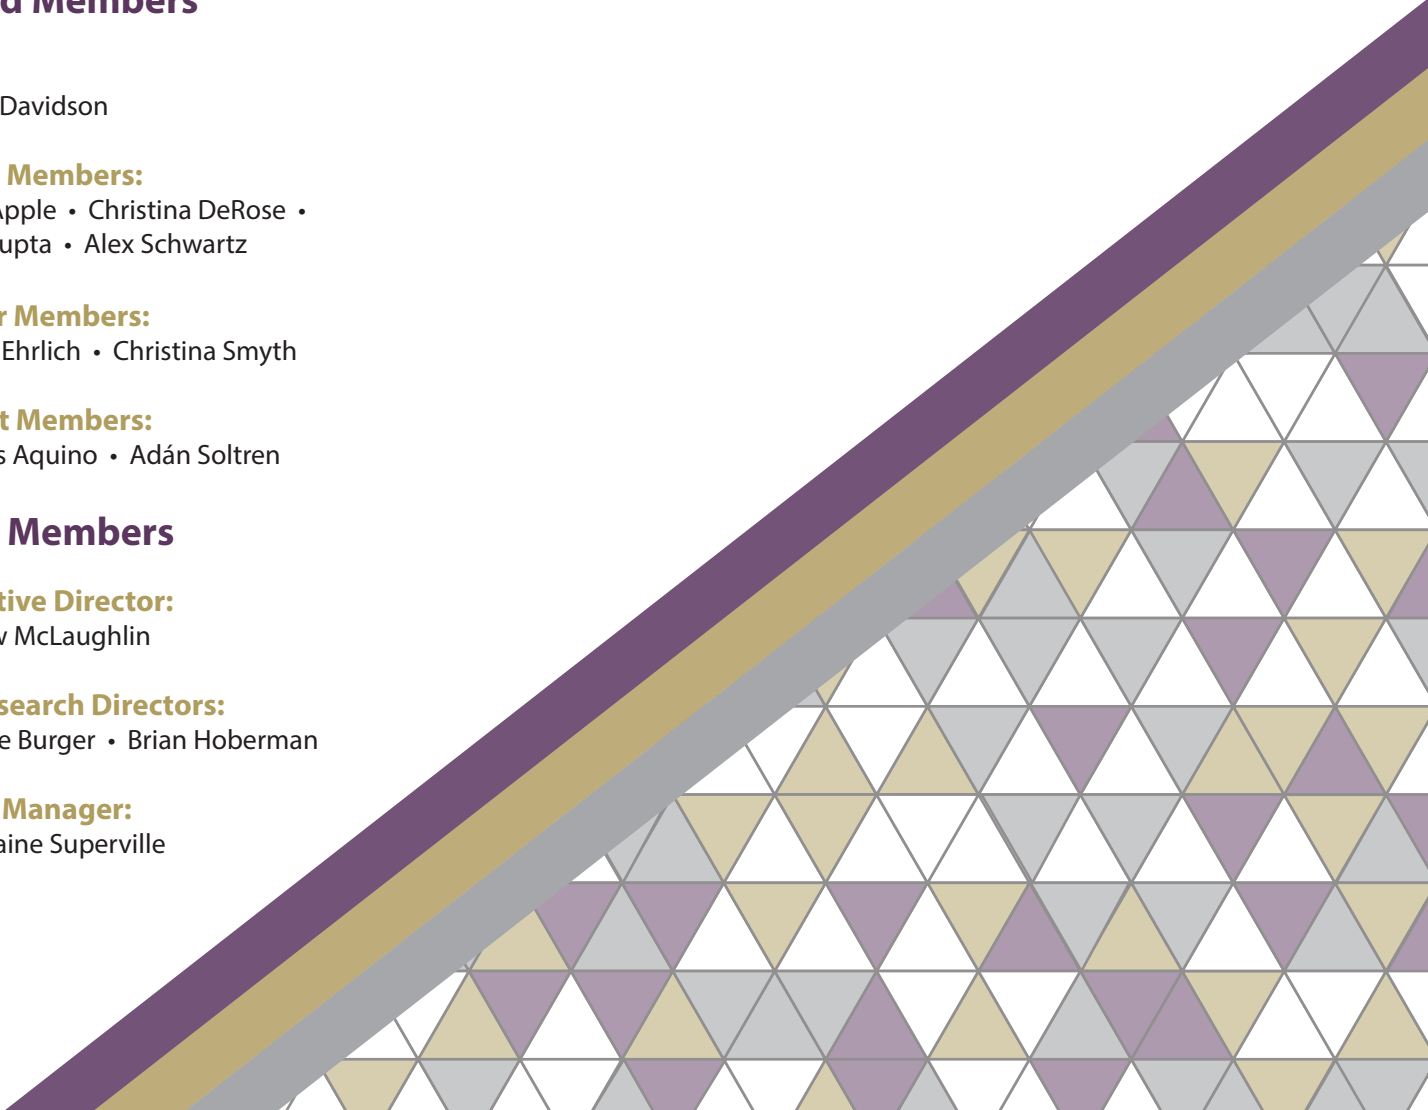 d Members
Davidson
Members:
Apple • Christina DeRose •
upta • Alex Schwartz
r Members:
Ehrlich • Christina Smyth
t Members:
s Aquino • Adán Soltren
Members
tive Director:
w McLaughlin
search Directors:
e Burger • Brian Hoberman
Manager:
aine Superville